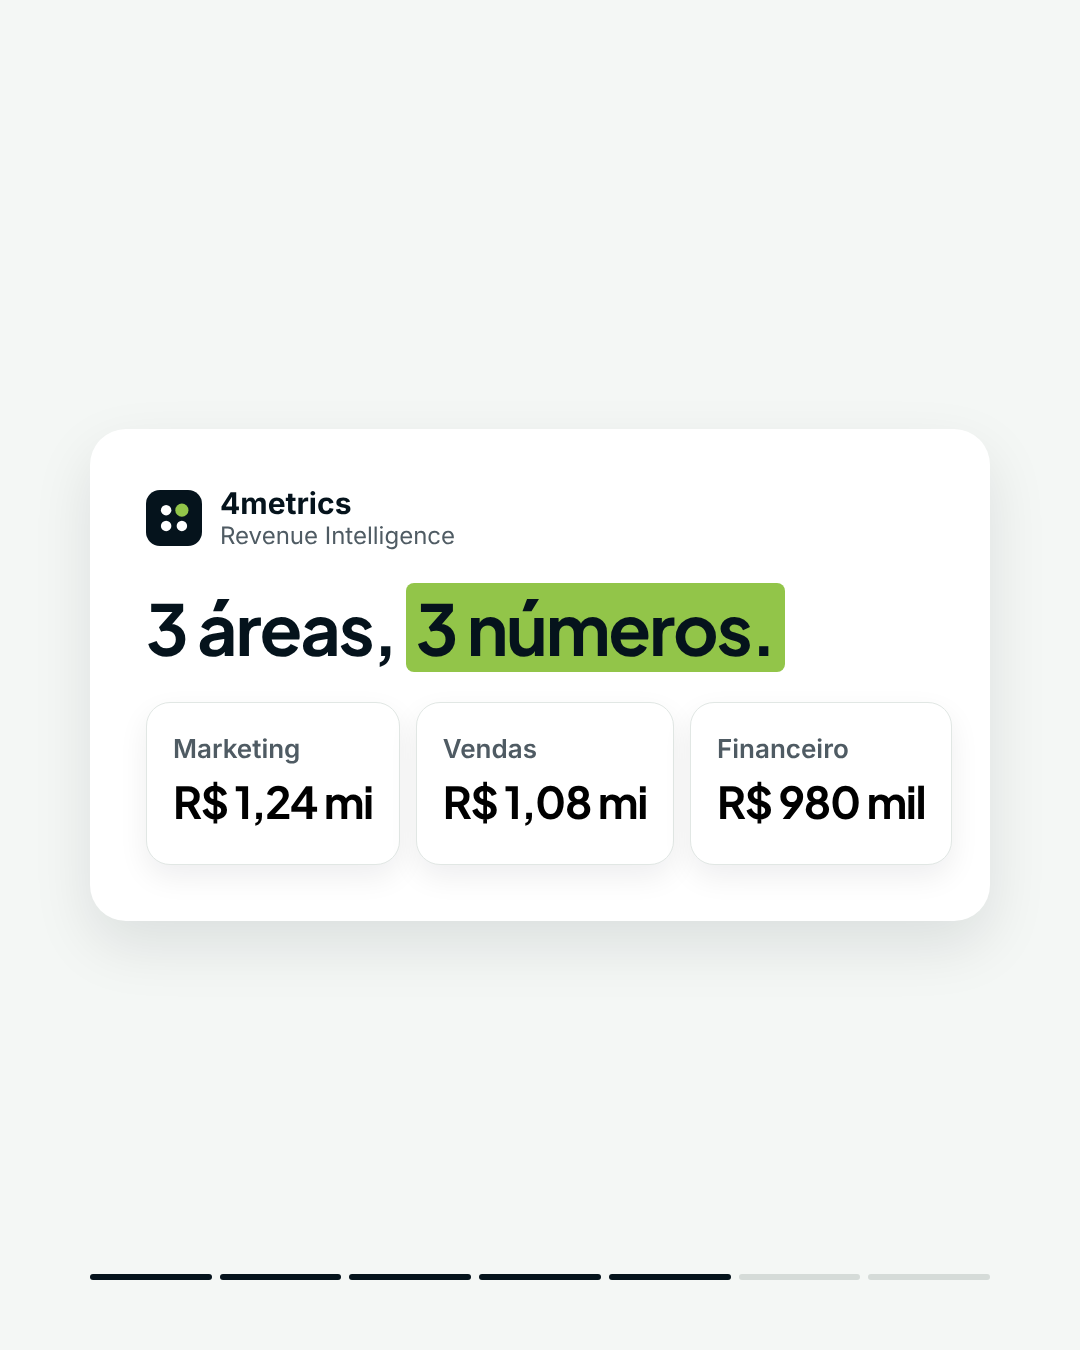 4metrics
Revenue Intelligence
3 áreas, 3 números.
Marketing
R$ 1,24 mi
Vendas
R$ 1,08 mi
Financeiro
R$ 980 mil